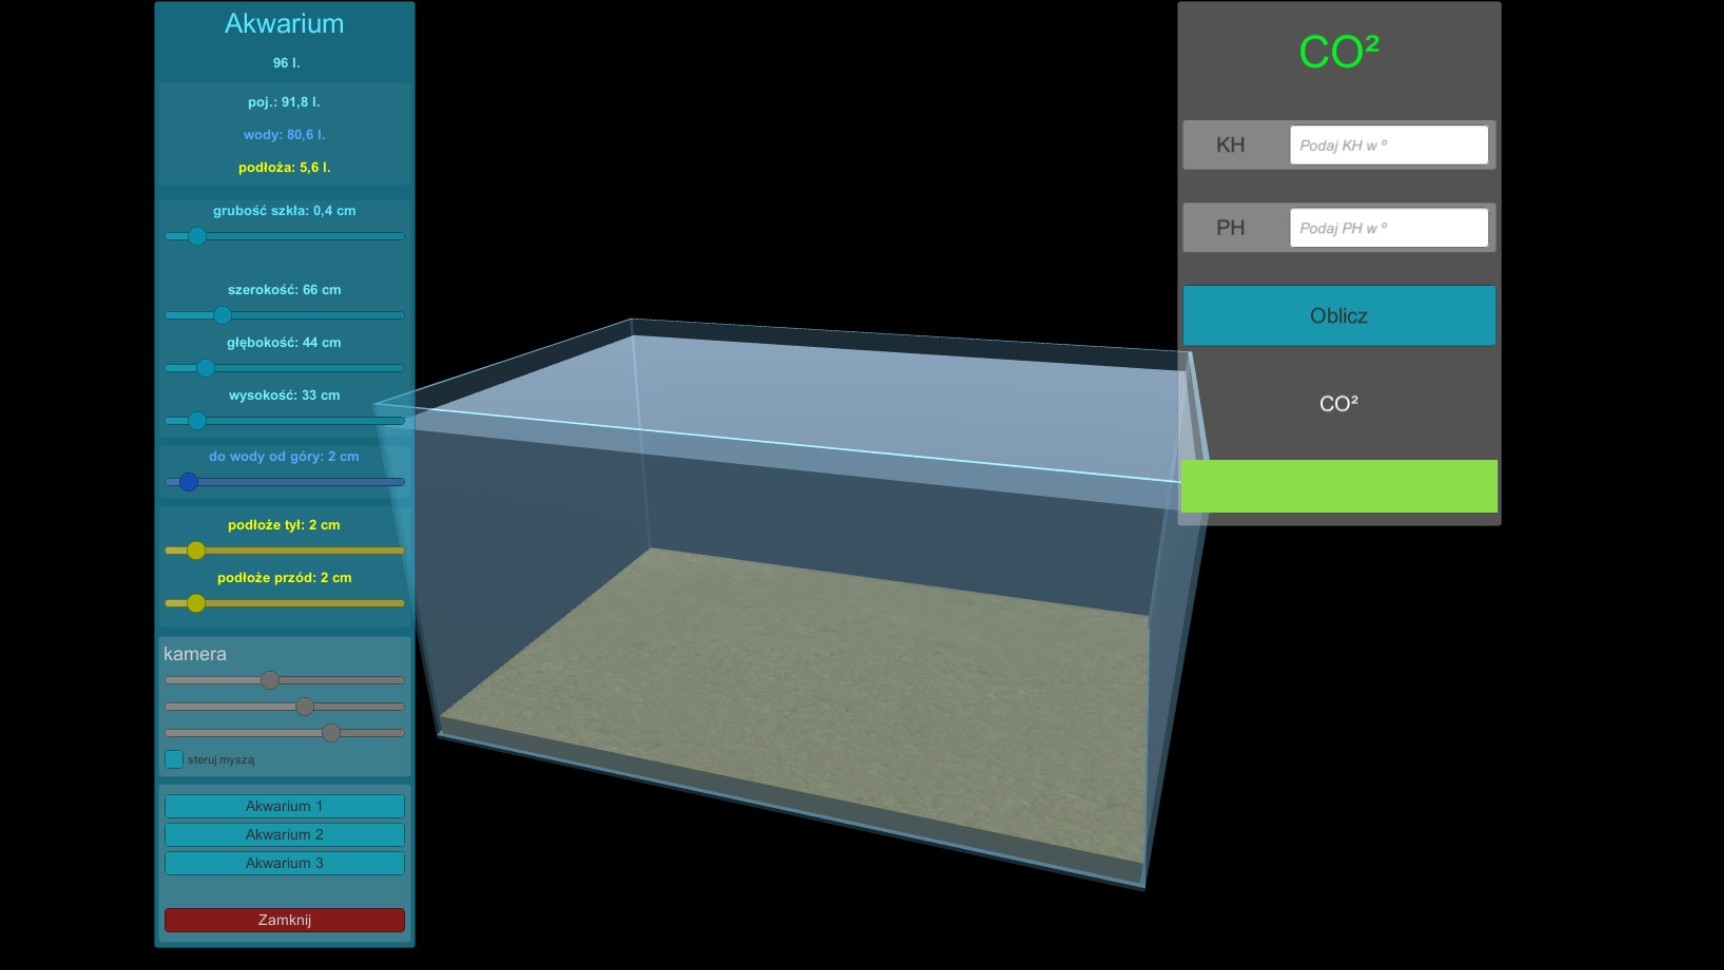 Akwarium
96 l.
poj.: 91,8 l.
wody: 80,6 l.
podłoża: 5,6 l.
grubość szkła: 0,4 cm
szerokość: 66 cm
głębokość: 44 cm
wysokość: 33 cm
do wody od góry: 2 cm
podłoże tył: 2 cm
podłoże przód: 2 cm
kamera
steruj myszą
Akwarium 1
Akwarium 2
Akwarium 3
Zamknij
CO²
KH Podaj KH w º
PH Podaj PH w º
Oblicz
CO²